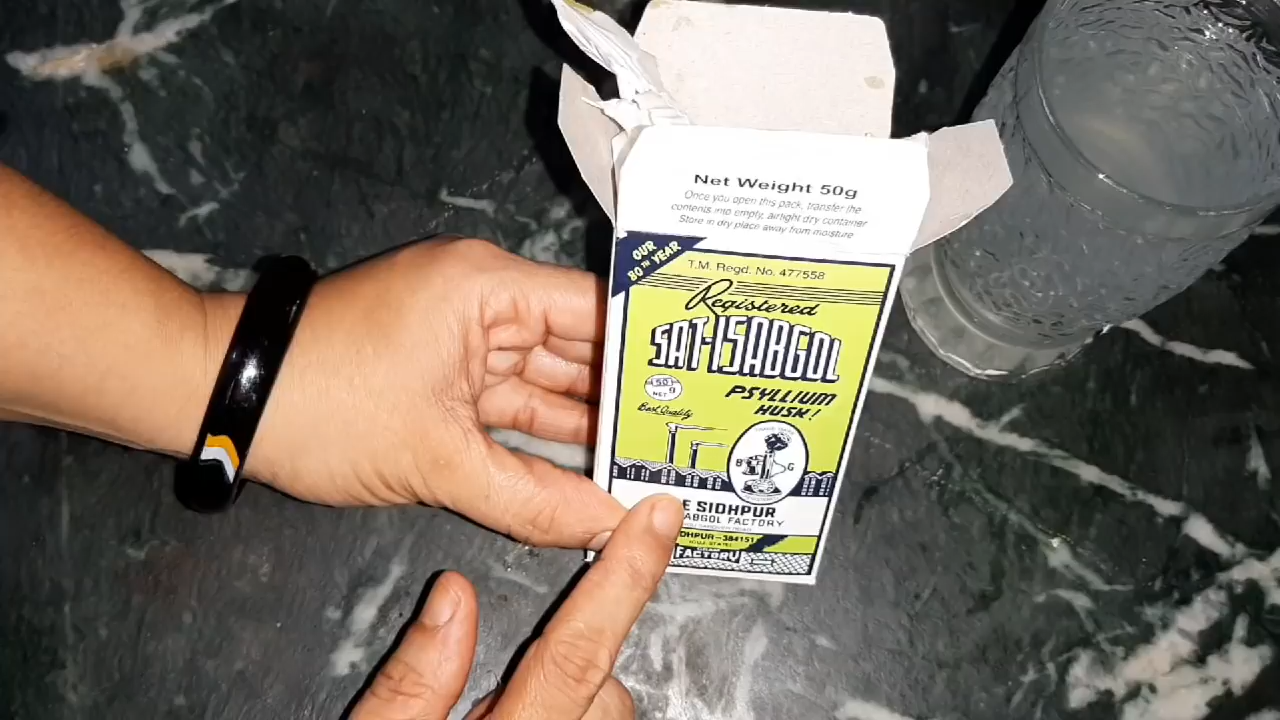 Net Weight 50g
Once you open this pack, transfer the
contents into empty, airtight dry container
Store in dry place away from moisture
OUR
80TH YEAR
T.M. Regd. No. 477558
Registered
SAT-ISABGOL
50 g
NET
PSYLLIUM
HUSK!
Best Quality
B G
E SIDHPUR
ABGOL FACTORY
DHPUR-384151
FACTORY